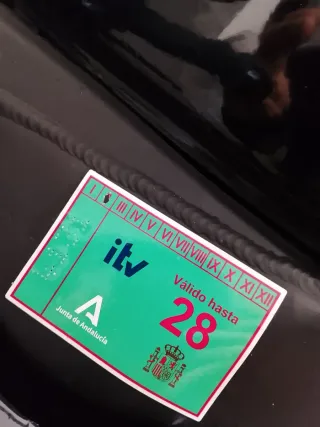 I III IV V VI VII VIII IX X XI XII
itv
Válido hasta
28
Junta de Andalucía